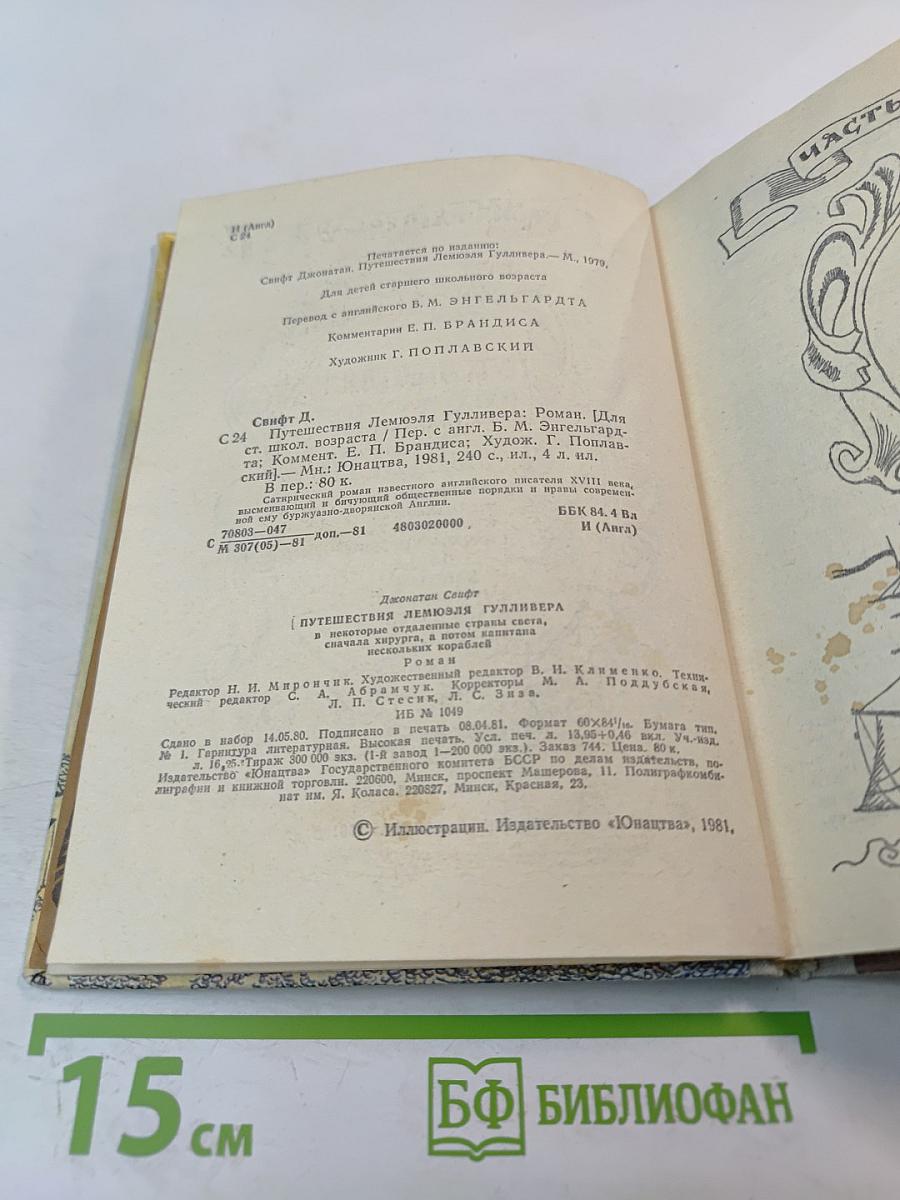 И (Англ)
С 24
Печатается по изданию:
Свифт Джонатан. Путешествия Лемюэля Гулливера.— М., 1979.
Для детей старшего школьного возраста
Перевод с английского В. М. ЭНГЕЛЬГАРДТА
Комментарии Е. П. БРАНДИСА
Художник Г. ПОПЛАВСКИЙ
Свифт Д.
С 24 Путешествия Лемюэля Гулливера: Роман. [Для
ст. школ. возраста / Пер. с англ. Б. М. Энгельгард-
та; Коммент. Е. П. Брандиса; Худож. Г. Поплав-
ский].— Мн.: Юнацтва, 1981, 240 с., ил., 4 л. ил.
В пер.: 80 к.
Сатирический роман известного английского писателя XVIII века,
высмеивающий и бичующий общественные порядки и нравы современ-
ной ему буржуазно-дворянской Англии.
С 70803—047 / М 307(05)—81 доп.—81 4803020000 ББК 84.4 Вл
И (Англ)
Джонатан Свифт
ПУТЕШЕСТВИЯ ЛЕМЮЭЛЯ ГУЛЛИВЕРА
в некоторые отдаленные страны света,
сначала хирурга, а потом капитана
нескольких кораблей
Роман
Редактор Н. И. Мирончик. Художественный редактор В. И. Клименко. Техни-
ческий редактор С. А. Абрамчук. Корректоры М. А. Поддубская,
Л. П. Стесик, Л. С. Зиза.
ИБ № 1049
Сдано в набор 14.05.80. Подписано в печать 08.04.81. Формат 60×84¹/₁₆. Бумага тип.
№ 1. Гарнитура литературная. Высокая печать. Усл. печ. л. 13,95+0,46 вкл. Уч.-изд.
л. 16,25. Тираж 300 000 экз. (1-й завод 1—200 000 экз.). Заказ 744. Цена. 80 к.
Издательство «Юнацтва» Государственного комитета БССР по делам издательств, по-
лиграфии и книжной торговли. 220600, Минск, проспект Машерова, 11. Полиграфкомби-
нат им. Я. Коласа. 220827, Минск, Красная, 23.
© Иллюстрации. Издательство «Юнацтва», 1981.
ЧАСТЬ
15 см
БФ БИБЛИОФАН